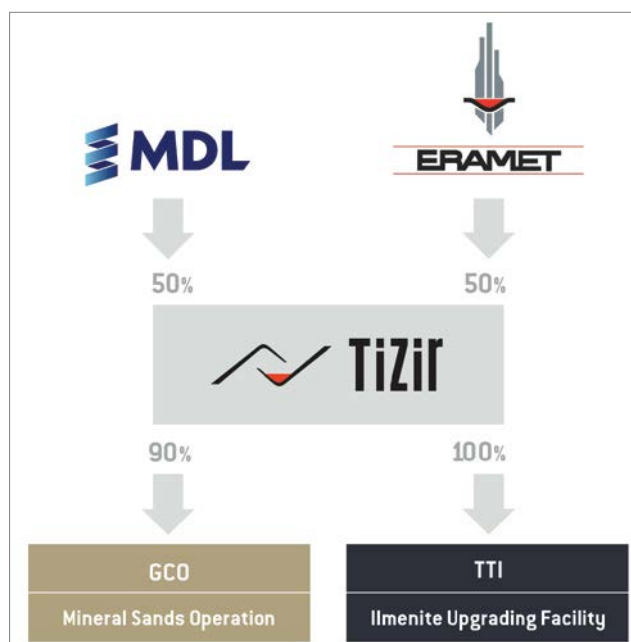 MDL
ERAMET
50%
50%
TiZir
90%
100%
GCO
Mineral Sands Operation
TTI
Ilmenite Upgrading Facility